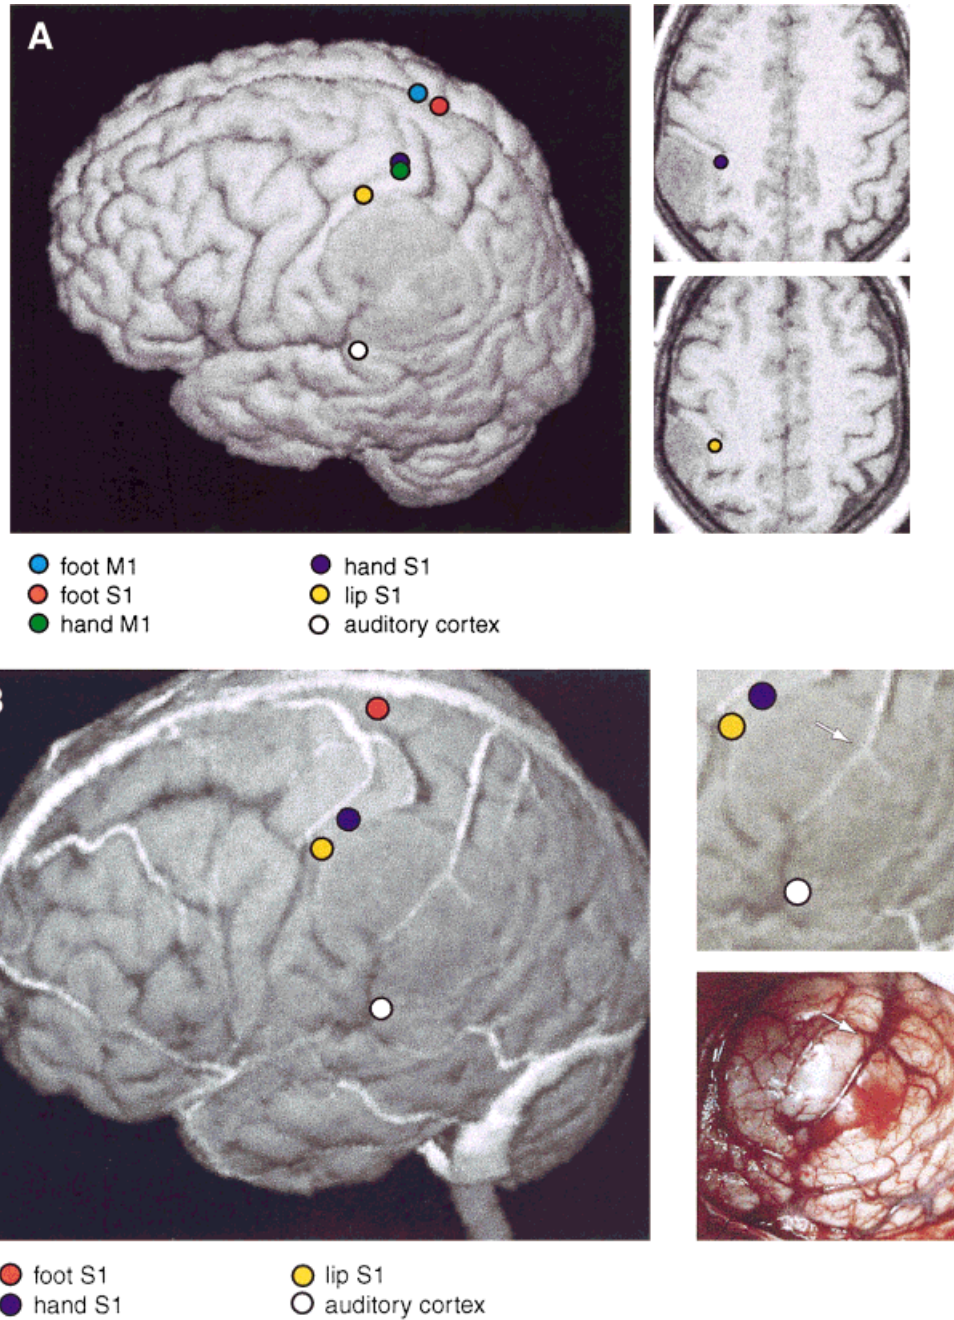 A
foot M1
foot S1
hand M1
hand S1
lip S1
auditory cortex
B
foot S1
hand S1
lip S1
auditory cortex